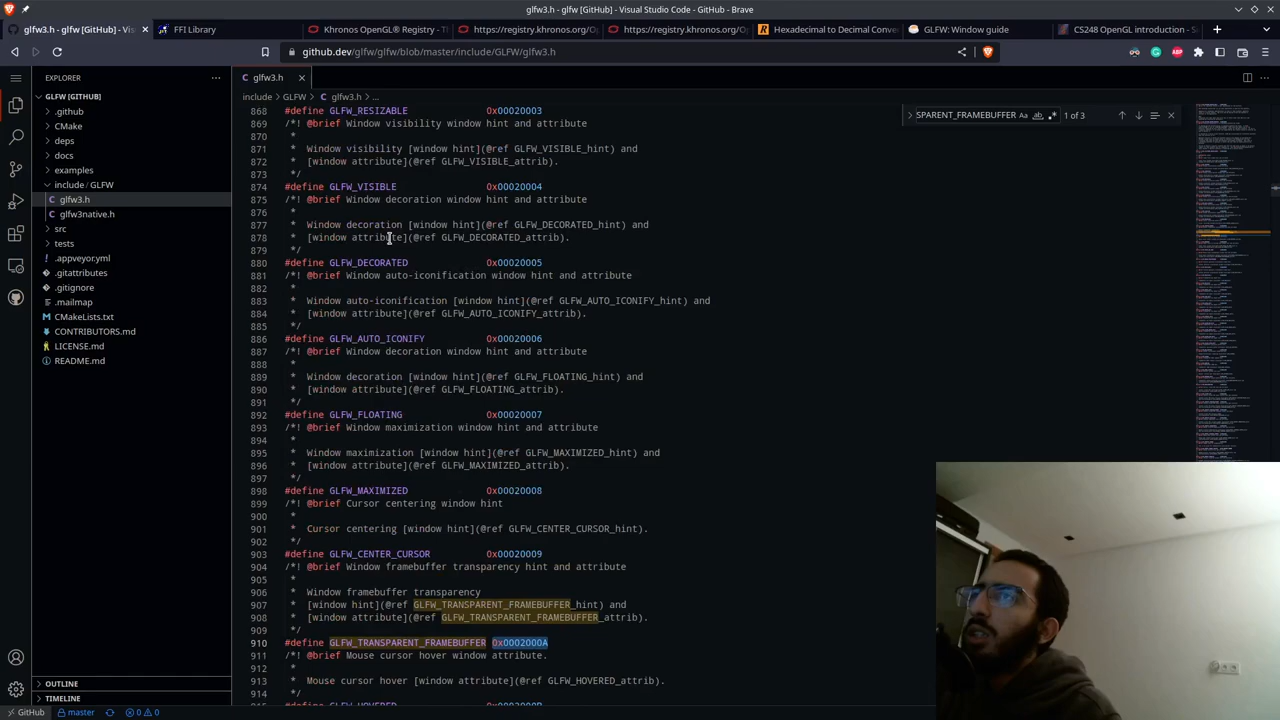 glfw3.h - glfw [GitHub] - Visual Studio Code - GitHub - Brave
glfw3.h - glfw [GitHub] - Vis
FFI Library
Khronos OpenGL® Registry - T
https://registry.khronos.org/Op
https://registry.khronos.org/Op
Hexadecimal to Decimal Conve
GLFW: Window guide
CS248 OpenGL introduction - S
github.dev/glfw/glfw/blob/master/include/GLFW/glfw3.h
EXPLORER
GLFW [GITHUB]
.github
CMake
deps
docs
examples
include / GLFW
glfw3.h
glfw3native.h
src
tests
.appveyor.yml
.gitattributes
.gitignore
.mailmap
CMakeLists.txt
CONTRIBUTORS.md
LICENSE.md
README.md
OUTLINE
TIMELINE
GitHub master 0 0
glfw3.h
include > GLFW > glfw3.h > ...
SPARENT_FRAMEBUFFER Aa ab .* 1 of 3
868 #define GLFW_RESIZABLE 0x00020003
869 /*! @brief Window visibility window hint and attribute
870 *
871 * Window visibility [window hint](@ref GLFW_VISIBLE_hint) and
872 * [window attribute](@ref GLFW_VISIBLE_attrib).
873 */
874 #define GLFW_VISIBLE 0x00020004
875 /*! @brief Window decoration window hint and attribute
876 *
877 * Window decoration [window hint](@ref GLFW_DECORATED_hint) and
878 * [window attribute](@ref GLFW_DECORATED_attrib).
879 */
880 #define GLFW_DECORATED 0x00020005
881 /*! @brief Window auto-iconification window hint and attribute
882 *
883 * Window auto-iconification [window hint](@ref GLFW_AUTO_ICONIFY_hint) and
884 * [window attribute](@ref GLFW_AUTO_ICONIFY_attrib).
885 */
886 #define GLFW_AUTO_ICONIFY 0x00020006
887 /*! @brief Window decoration window hint and attribute
888 *
889 * Window decoration [window hint](@ref GLFW_FLOATING_hint) and
890 * [window attribute](@ref GLFW_FLOATING_attrib).
891 */
892 #define GLFW_FLOATING 0x00020007
893 /*! @brief Window maximization window hint and attribute
894 *
895 * Window maximization [window hint](@ref GLFW_MAXIMIZED_hint) and
896 * [window attribute](@ref GLFW_MAXIMIZED_attrib).
897 */
898 #define GLFW_MAXIMIZED 0x00020008
899 /*! @brief Cursor centering window hint
900 *
901 * Cursor centering [window hint](@ref GLFW_CENTER_CURSOR_hint).
902 */
903 #define GLFW_CENTER_CURSOR 0x00020009
904 /*! @brief Window framebuffer transparency hint and attribute
905 *
906 * Window framebuffer transparency
907 * [window hint](@ref GLFW_TRANSPARENT_FRAMEBUFFER_hint) and
908 * [window attribute](@ref GLFW_TRANSPARENT_FRAMEBUFFER_attrib).
909 */
910 #define GLFW_TRANSPARENT_FRAMEBUFFER 0x0002000A
911 /*! @brief Mouse cursor hover window attribute.
912 *
913 * Mouse cursor hover [window attribute](@ref GLFW_HOVERED_attrib).
914 */
915 #define GLFW_HOVERED 0x0002000B